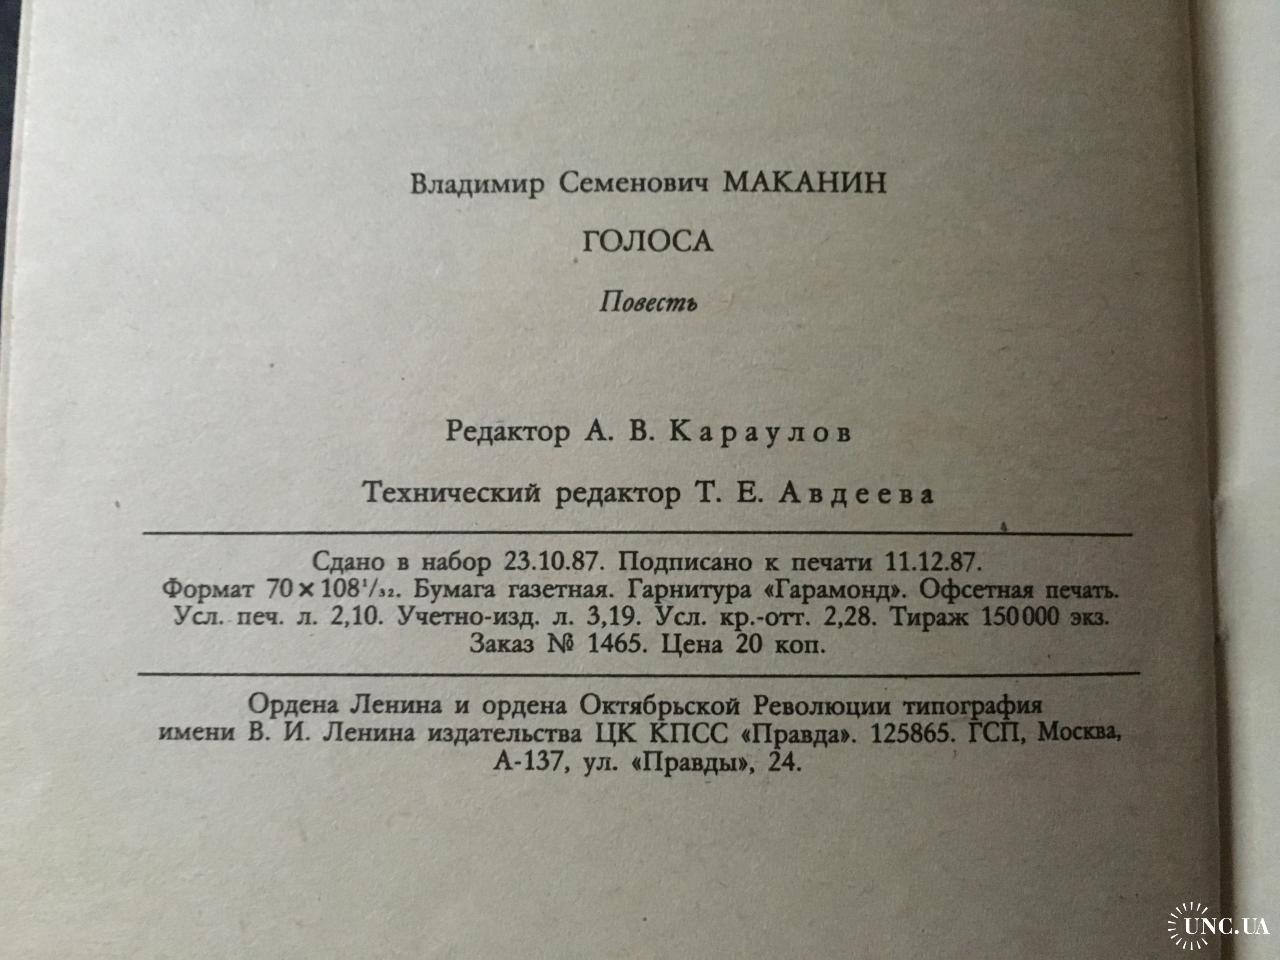 Владимир Семенович МАКАНИН
ГОЛОСА
Повесть
Редактор А. В. Караулов
Технический редактор Т. Е. Авдеева
Сдано в набор 23.10.87. Подписано к печати 11.12.87.
Формат 70×108¹/₃₂. Бумага газетная. Гарнитура «Гарамонд». Офсетная печать.
Усл. печ. л. 2,10. Учетно-изд. л. 3,19. Усл. кр.-отт. 2,28. Тираж 150000 экз.
Заказ № 1465. Цена 20 коп.
Ордена Ленина и ордена Октябрьской Революции типография
имени В. И. Ленина издательства ЦК КПСС «Правда». 125865. ГСП, Москва,
А-137, ул. «Правды», 24.
UNC.UA